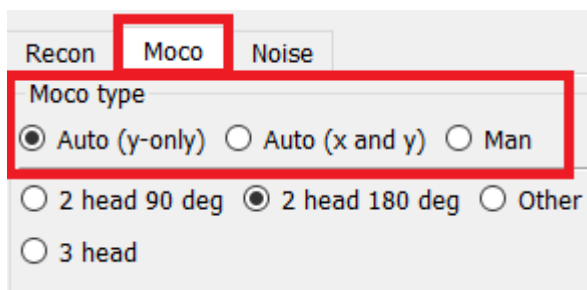 Recon Moco Noise
Moco type
Auto (y-only) Auto (x and y) Man
2 head 90 deg 2 head 180 deg Other
3 head